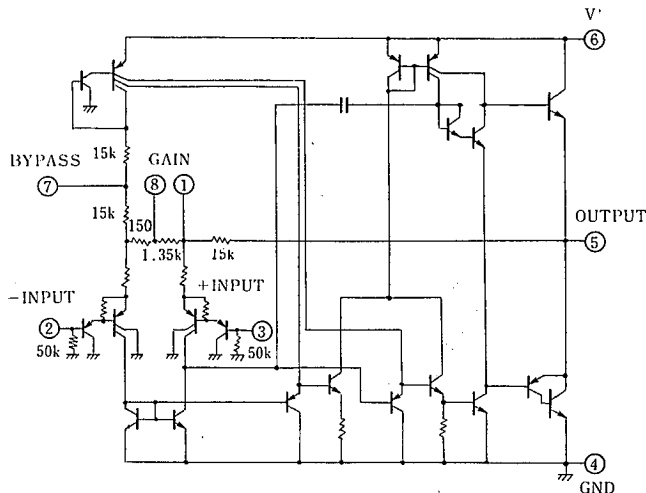 V'
⑥
15k
BYPASS
GAIN
⑦
⑧
①
15k
150
1.35k
15k
OUTPUT
⑤
−INPUT
+INPUT
②
③
50k
50k
④
GND